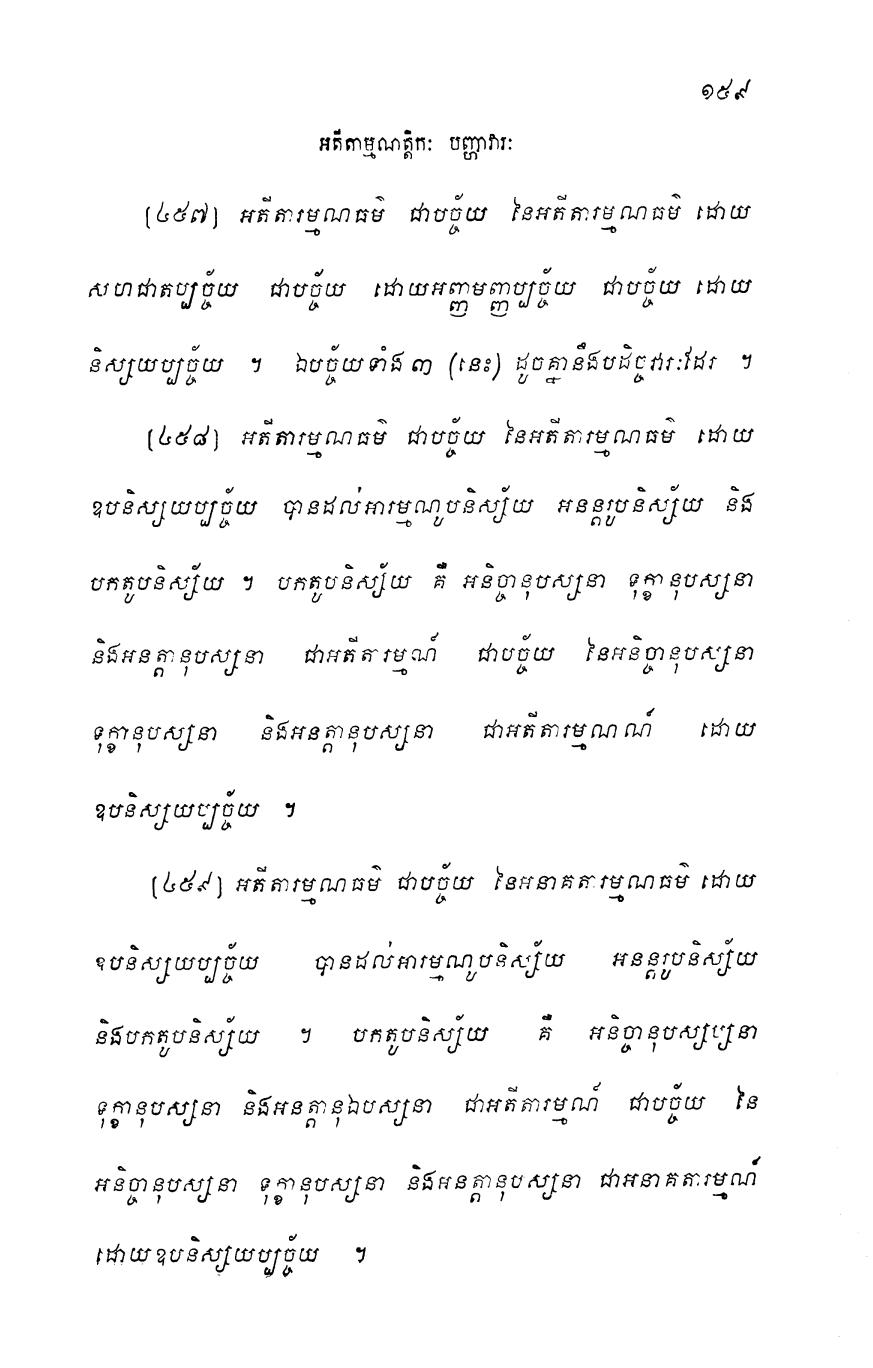 ១៥៩
អតីតាម្មណត្តិកៈ បញ្ហាវារៈ
(៤៥៧) អតីតារម្មណធម៌ ជាបច្ច័យ នៃអតីតារម្មណធម៌ ដោយ
សហជាតប្បច្ច័យ ជាបច្ច័យ ដោយអញ្ញមញ្ញប្បច្ច័យ ជាបច្ច័យ ដោយ
និស្សយប្បច្ច័យ ។ ឯបច្ច័យទាំង ៣ (នេះ) ដូចគ្នានឹងបដិច្ចវារៈដែរ ។
(៤៥៨) អតីតារម្មណធម៌ ជាបច្ច័យ នៃអតីតារម្មណធម៌ ដោយ
ឧបនិស្សយប្បច្ច័យ បានដល់អារម្មណូបនិស្ស័យ អនន្តរូបនិស្ស័យ និង
បកតូបនិស្ស័យ ។ បកតូបនិស្ស័យ គឺ អនិច្ចានុបស្សនា ទុក្ខានុបស្សនា
និងអនត្តានុបស្សនា ជាអតីតារម្មណ៍ ជាបច្ច័យ នៃអនិច្ចានុបស្សនា
ទុក្ខានុបស្សនា និងអនត្តានុបស្សនា ជាអតីតារម្មណណ៍ ដោយ
ឧបនិស្សយប្បច្ច័យ ។
(៤៥៩) អតីតារម្មណធម៌ ជាបច្ច័យ នៃអនាគតារម្មណធម៌ ដោយ
ឧបនិស្សយប្បច្ច័យ បានដល់អារម្មណូបនិស្ស័យ អនន្តរូបនិស្ស័យ
និងបកតូបនិស្ស័យ ។ បកតូបនិស្ស័យ គឺ អនិច្ចានុបស្សប្សនា
ទុក្ខានុបស្សនា និងអនត្តានុឯបស្សនា ជាអតីតារម្មណ៍ ជាបច្ច័យ នៃ
អនិច្ចានុបស្សនា ទុក្ខានុបស្សនា និងអនត្តានុបស្សនា ជាអនាគតារម្មណ៍
ដោយឧបនិស្សយប្បច្ច័យ ។